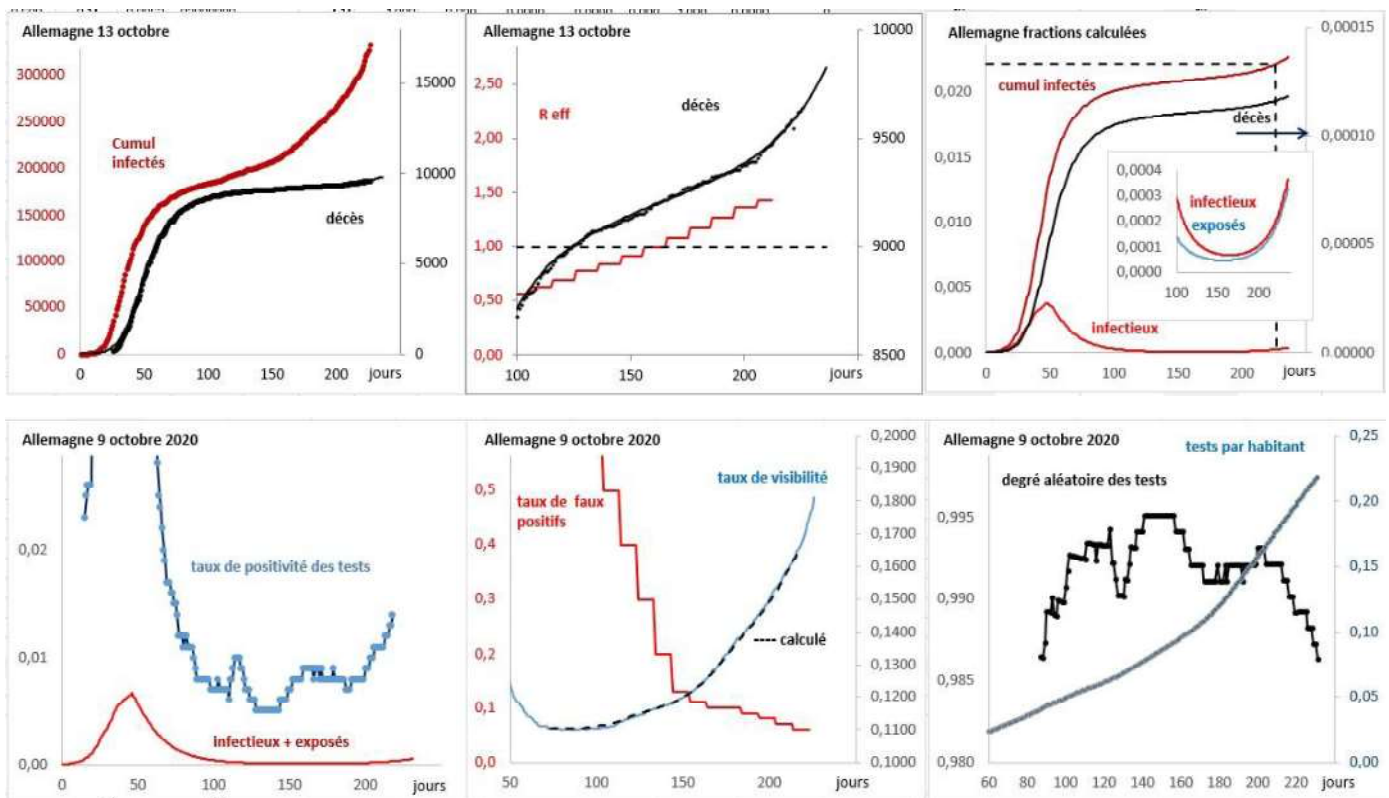 Allemagne 13 octobre
300000
250000
200000
150000
100000
50000
0
Cumul
infectés
décès
15000
10000
5000
0
0 50 100 150 200 250
jours
Allemagne 13 octobre
2,50
2,00
1,50
1,00
0,50
0,00
R eff
décès
10000
9500
9000
8500
100 150 200
jours
Allemagne fractions calculées
0,020
0,015
0,010
0,005
0,000
cumul infectés
décès
0,00015
0,00010
0,00005
0,00000
0,0004
0,0003
0,0002
0,0001
0,0000
infectieux
exposés
100 150 200
infectieux
0 50 100 150 200
jours
Allemagne 9 octobre 2020
0,02
0,01
0,00
taux de positivité des tests
infectieux + exposés
0 50 100 150 200
jours
Allemagne 9 octobre 2020
0,5
0,4
0,3
0,2
0,1
0,0
taux de faux
positifs
taux de visibilité
calculé
0,2000
0,1900
0,1800
0,1700
0,1600
0,1500
0,1400
0,1300
0,1200
0,1100
0,1000
50 100 150 200
jours
Allemagne 9 octobre 2020
tests par habitant
degré aléatoire des tests
0,995
0,990
0,985
0,980
0,25
0,20
0,15
0,10
0,05
0,00
60 80 100 120 140 160 180 200 220
jours